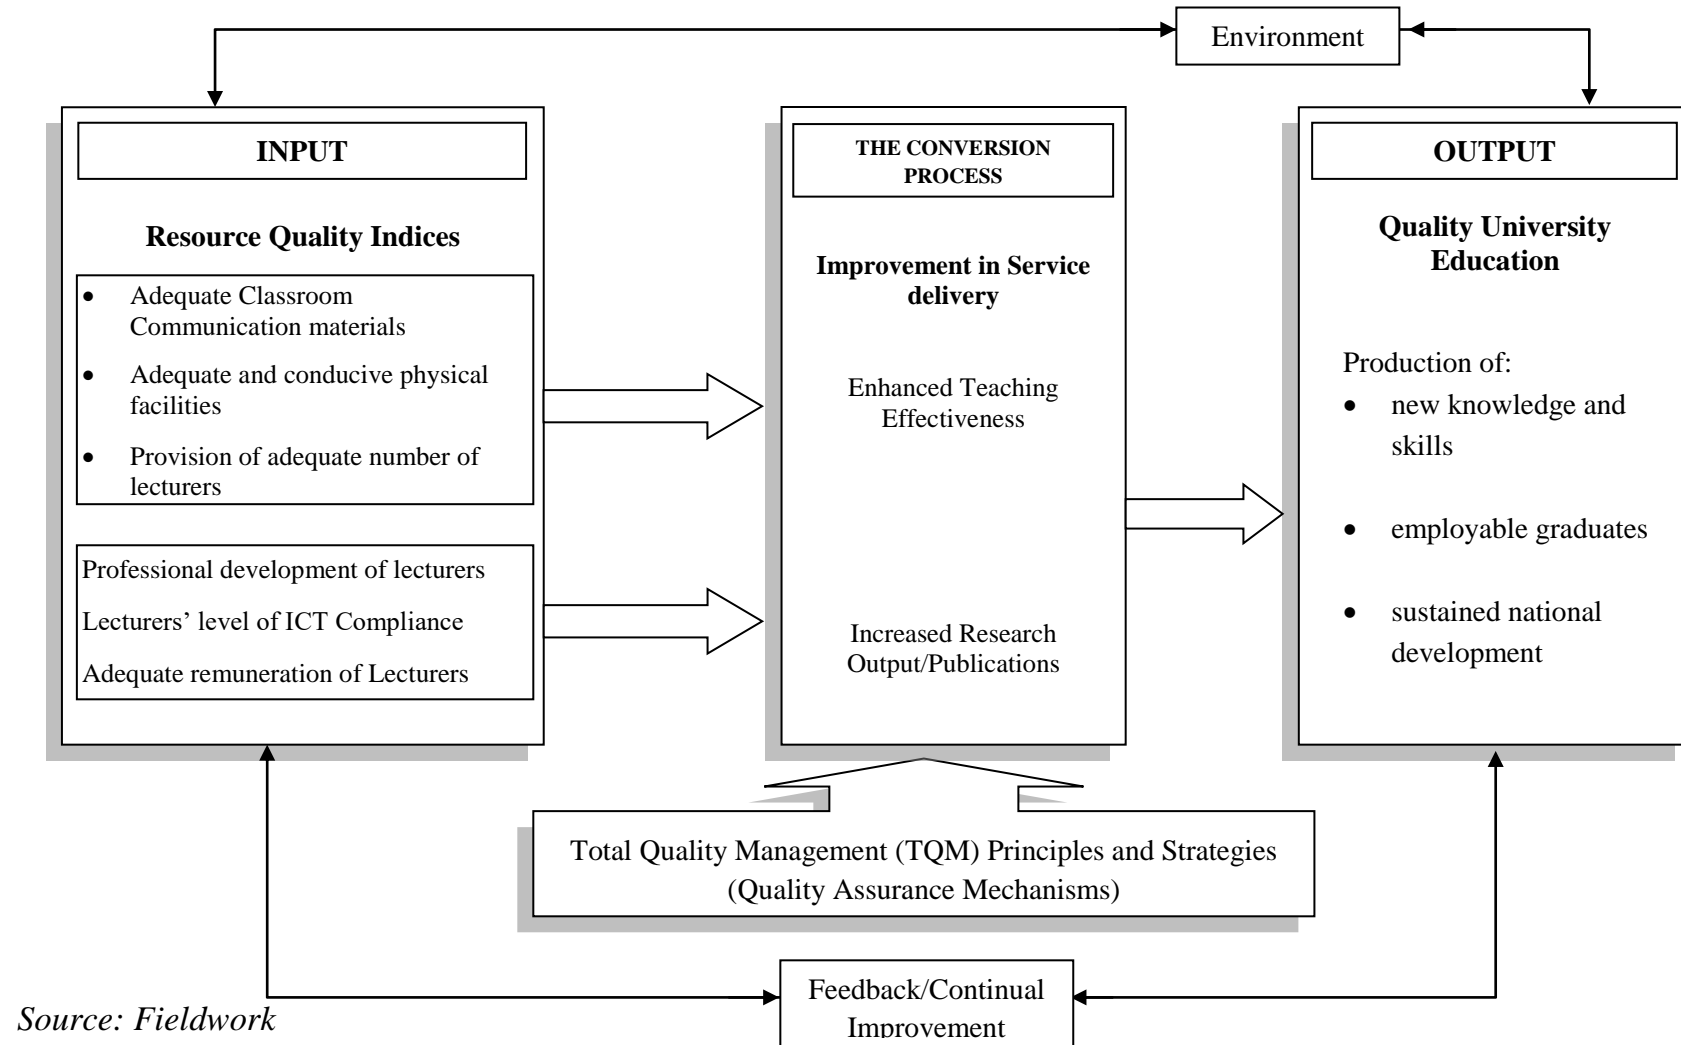 Environment
INPUT
Resource Quality Indices
• Adequate Classroom
Communication materials
• Adequate and conducive physical
facilities
• Provision of adequate number of
lecturers
Professional development of lecturers
Lecturers’ level of ICT Compliance
Adequate remuneration of Lecturers
THE CONVERSION
PROCESS
Improvement in Service
delivery
Enhanced Teaching
Effectiveness
Increased Research
Output/Publications
OUTPUT
Quality University
Education
Production of:
• new knowledge and
skills
• employable graduates
• sustained national
development
Total Quality Management (TQM) Principles and Strategies
(Quality Assurance Mechanisms)
Feedback/Continual
Improvement
Source: Fieldwork